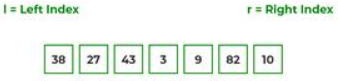 l = Left Index r = Right Index
38 27 43 3 9 82 10